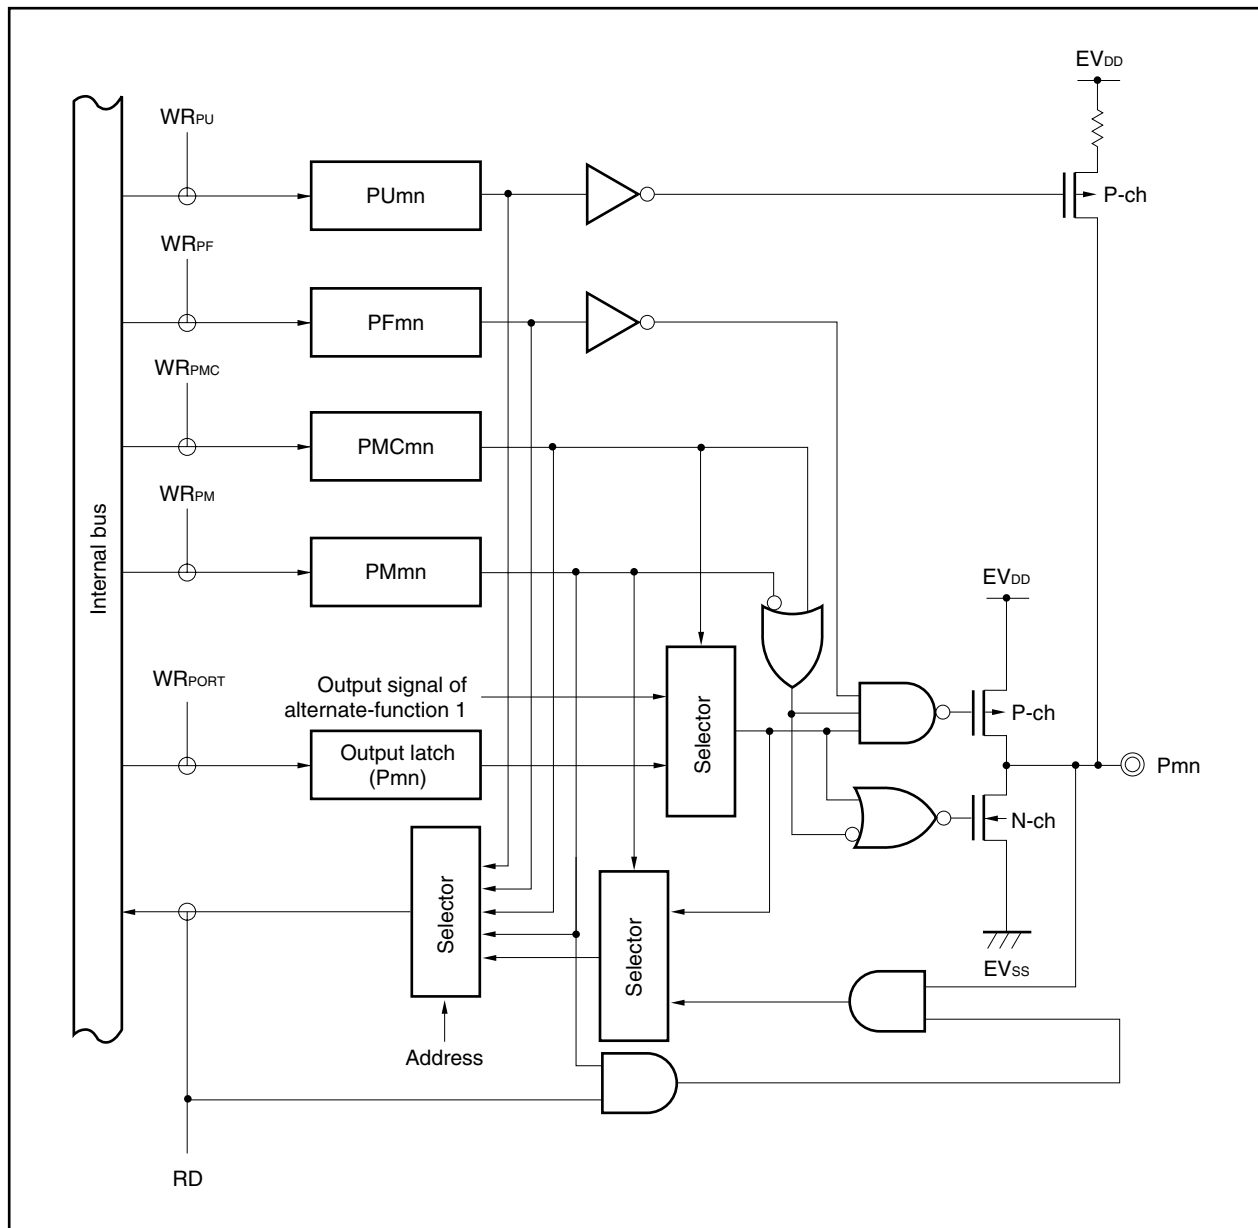 EVDD
WRPU
PUmn
P-ch
WRPF
PFmn
WRPMC
PMCmn
WRPM
PMmn
Internal bus
EVDD
WRPORT
Output signal of
alternate-function 1
Selector
P-ch
Output latch
(Pmn)
Pmn
N-ch
Selector
Selector
EVSS
Address
RD